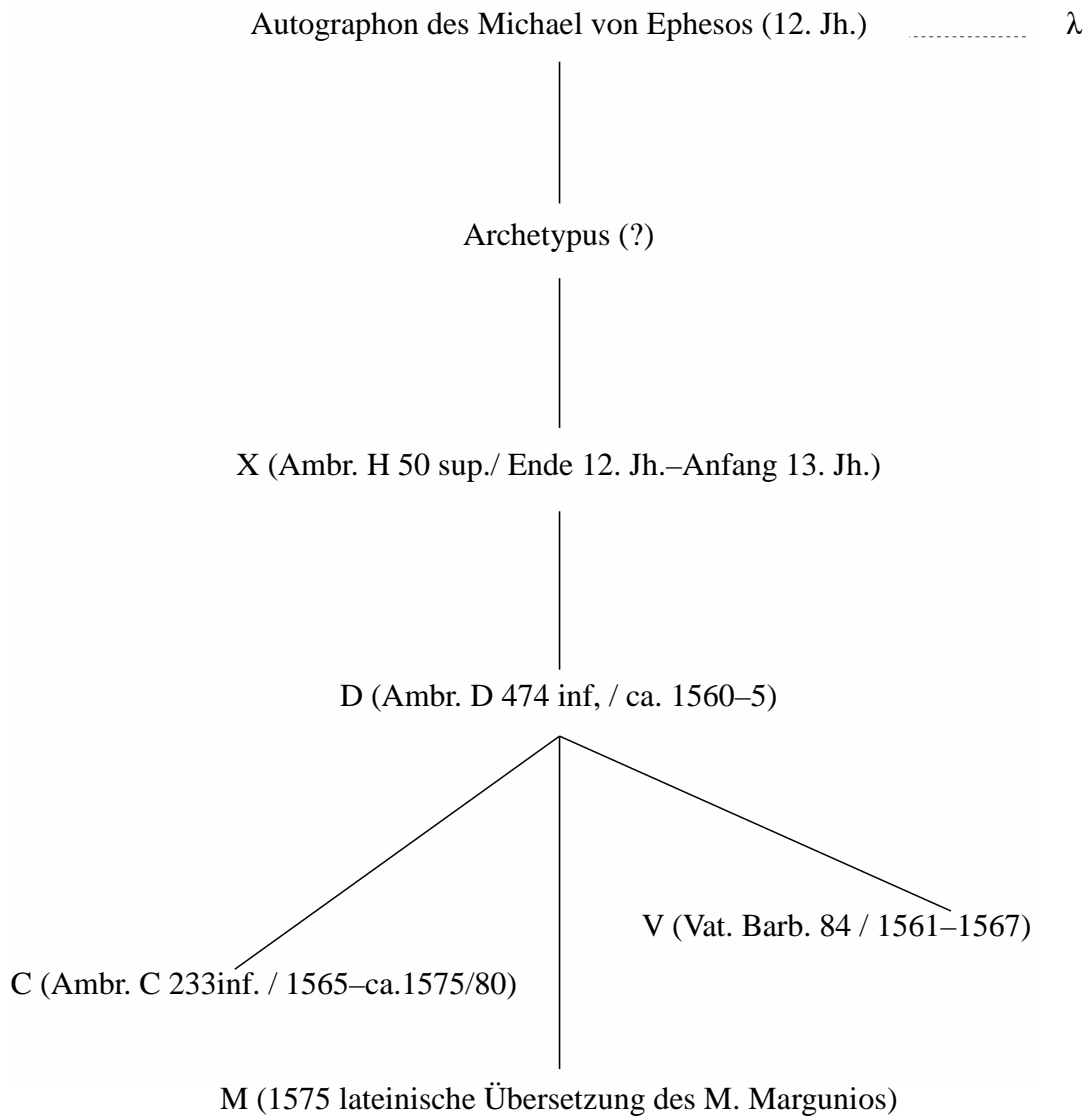 Autographon des Michael von Ephesos (12. Jh.) λ
Archetypus (?)
X (Ambr. H 50 sup./ Ende 12. Jh.–Anfang 13. Jh.)
D (Ambr. D 474 inf, / ca. 1560–5)
V (Vat. Barb. 84 / 1561–1567)
C (Ambr. C 233inf. / 1565–ca.1575/80)
M (1575 lateinische Übersetzung des M. Margunios)